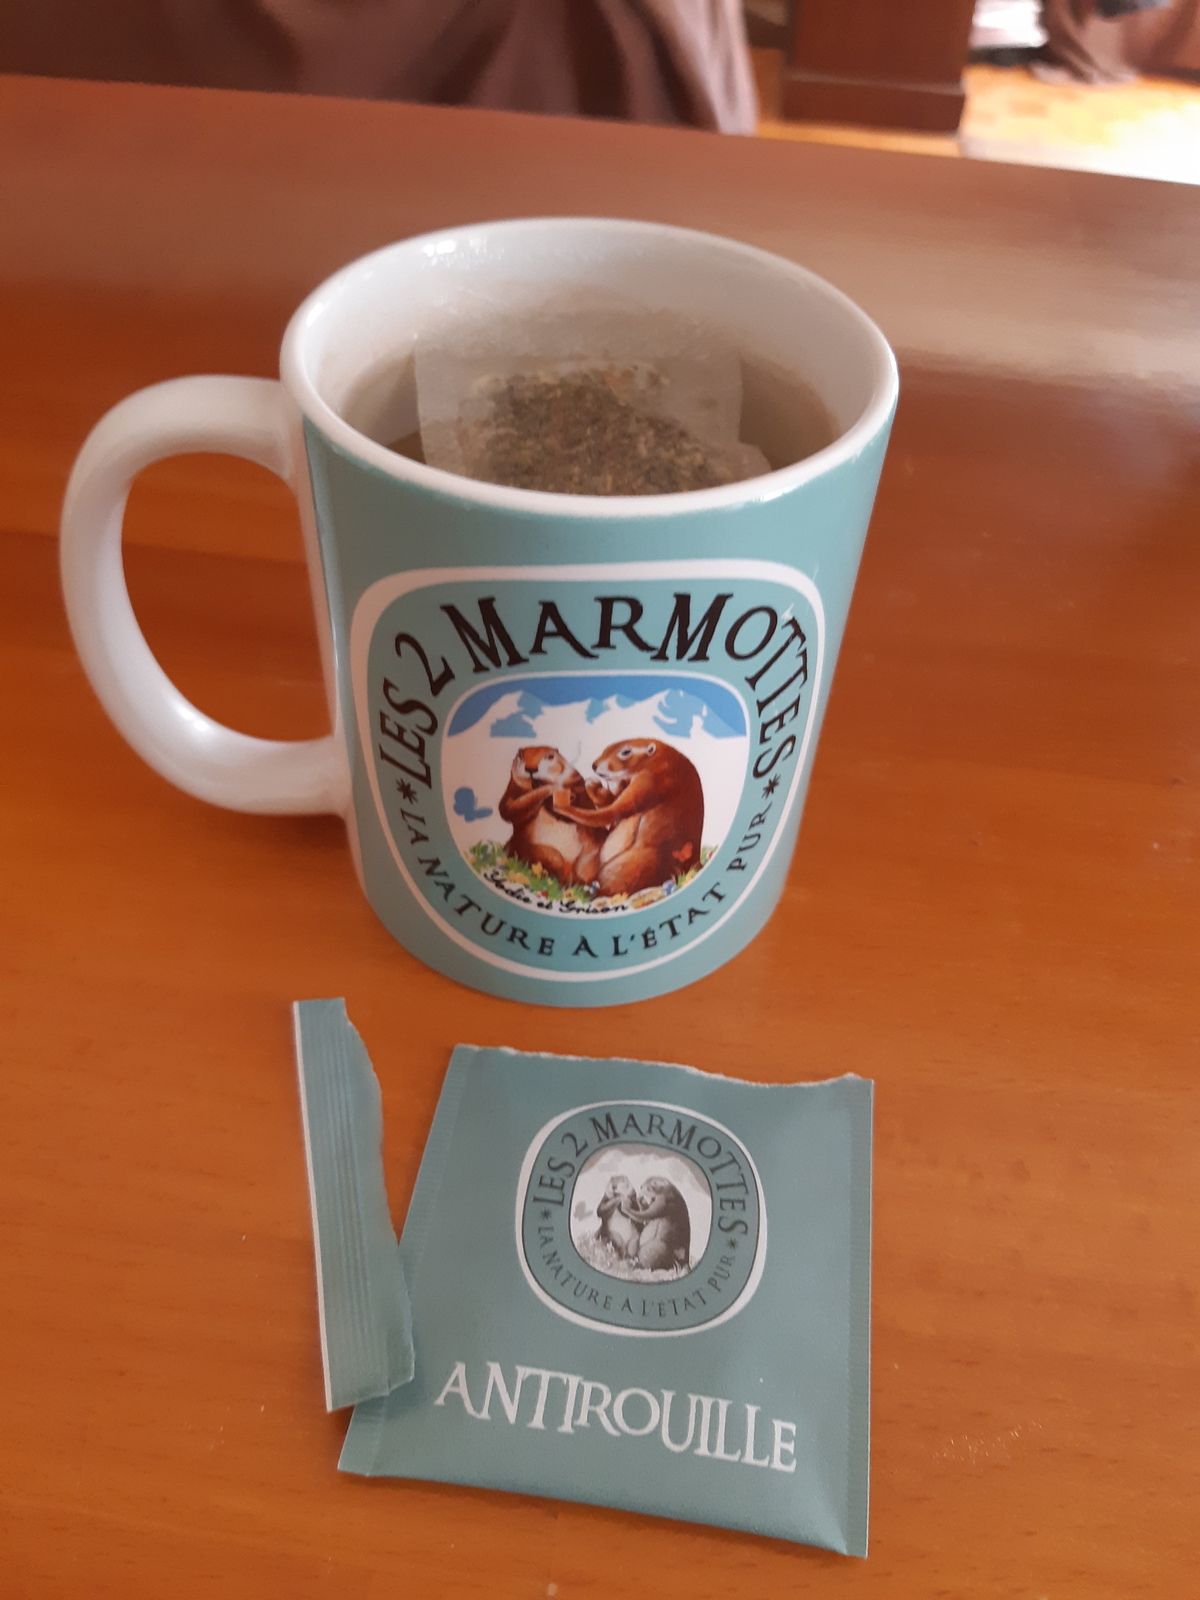 LES 2 MARMOTTES
* LA NATURE À L'ÉTAT PUR *
LES 2 MARMOTTES
* LA NATURE À L'ÉTAT PUR *
ANTIROUILLE